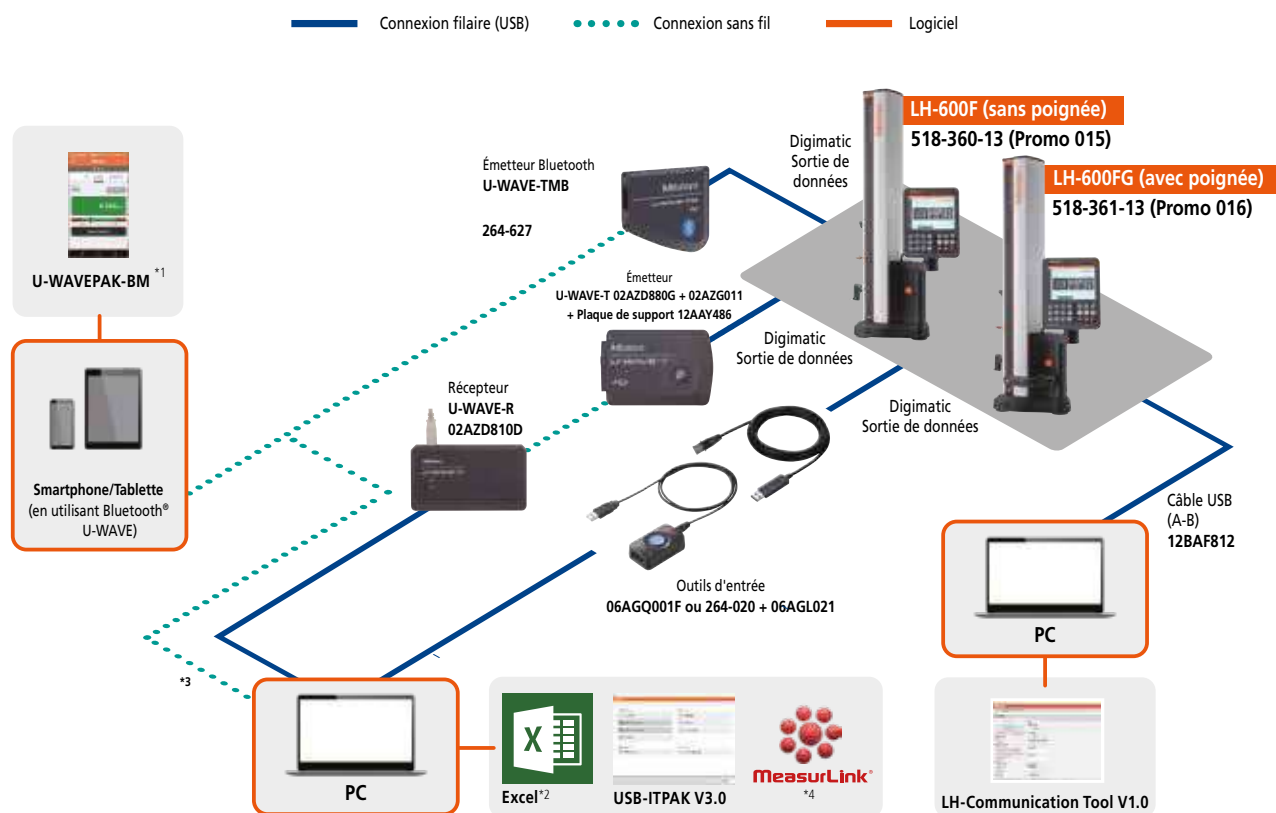 Connexion filaire (USB)
Connexion sans fil
Logiciel
LH-600F (sans poignée)
518-360-13 (Promo 015)
Digimatic
Sortie de
données
LH-600FG (avec poignée)
518-361-13 (Promo 016)
Émetteur Bluetooth
U-WAVE-TMB
264-627
Mitutoyo
U-WAVEPAK-BM *1
Émetteur
U-WAVE-T 02AZD880G + 02AZG011
+ Plaque de support 12AAY486
Digimatic
Sortie de données
Récepteur
U-WAVE-R
02AZD810D
Digimatic
Sortie de données
Smartphone/Tablette
(en utilisant Bluetooth®
U-WAVE)
Câble USB
(A-B)
12BAF812
Outils d'entrée
06AGQ001F ou 264-020 + 06AGL021
PC
*3
PC
X
Excel*2
USB-ITPAK V3.0
MeasurLink®
*4
LH-Communication Tool V1.0